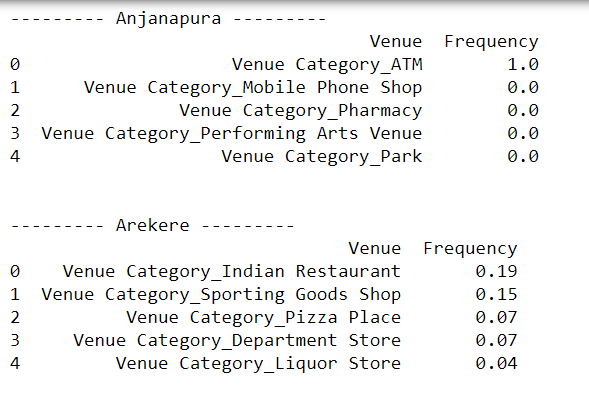 --------- Anjanapura ---------
Venue Frequency
0 Venue Category_ATM 1.0
1 Venue Category_Mobile Phone Shop 0.0
2 Venue Category_Pharmacy 0.0
3 Venue Category_Performing Arts Venue 0.0
4 Venue Category_Park 0.0
--------- Arekere ---------
Venue Frequency
0 Venue Category_Indian Restaurant 0.19
1 Venue Category_Sporting Goods Shop 0.15
2 Venue Category_Pizza Place 0.07
3 Venue Category_Department Store 0.07
4 Venue Category_Liquor Store 0.04